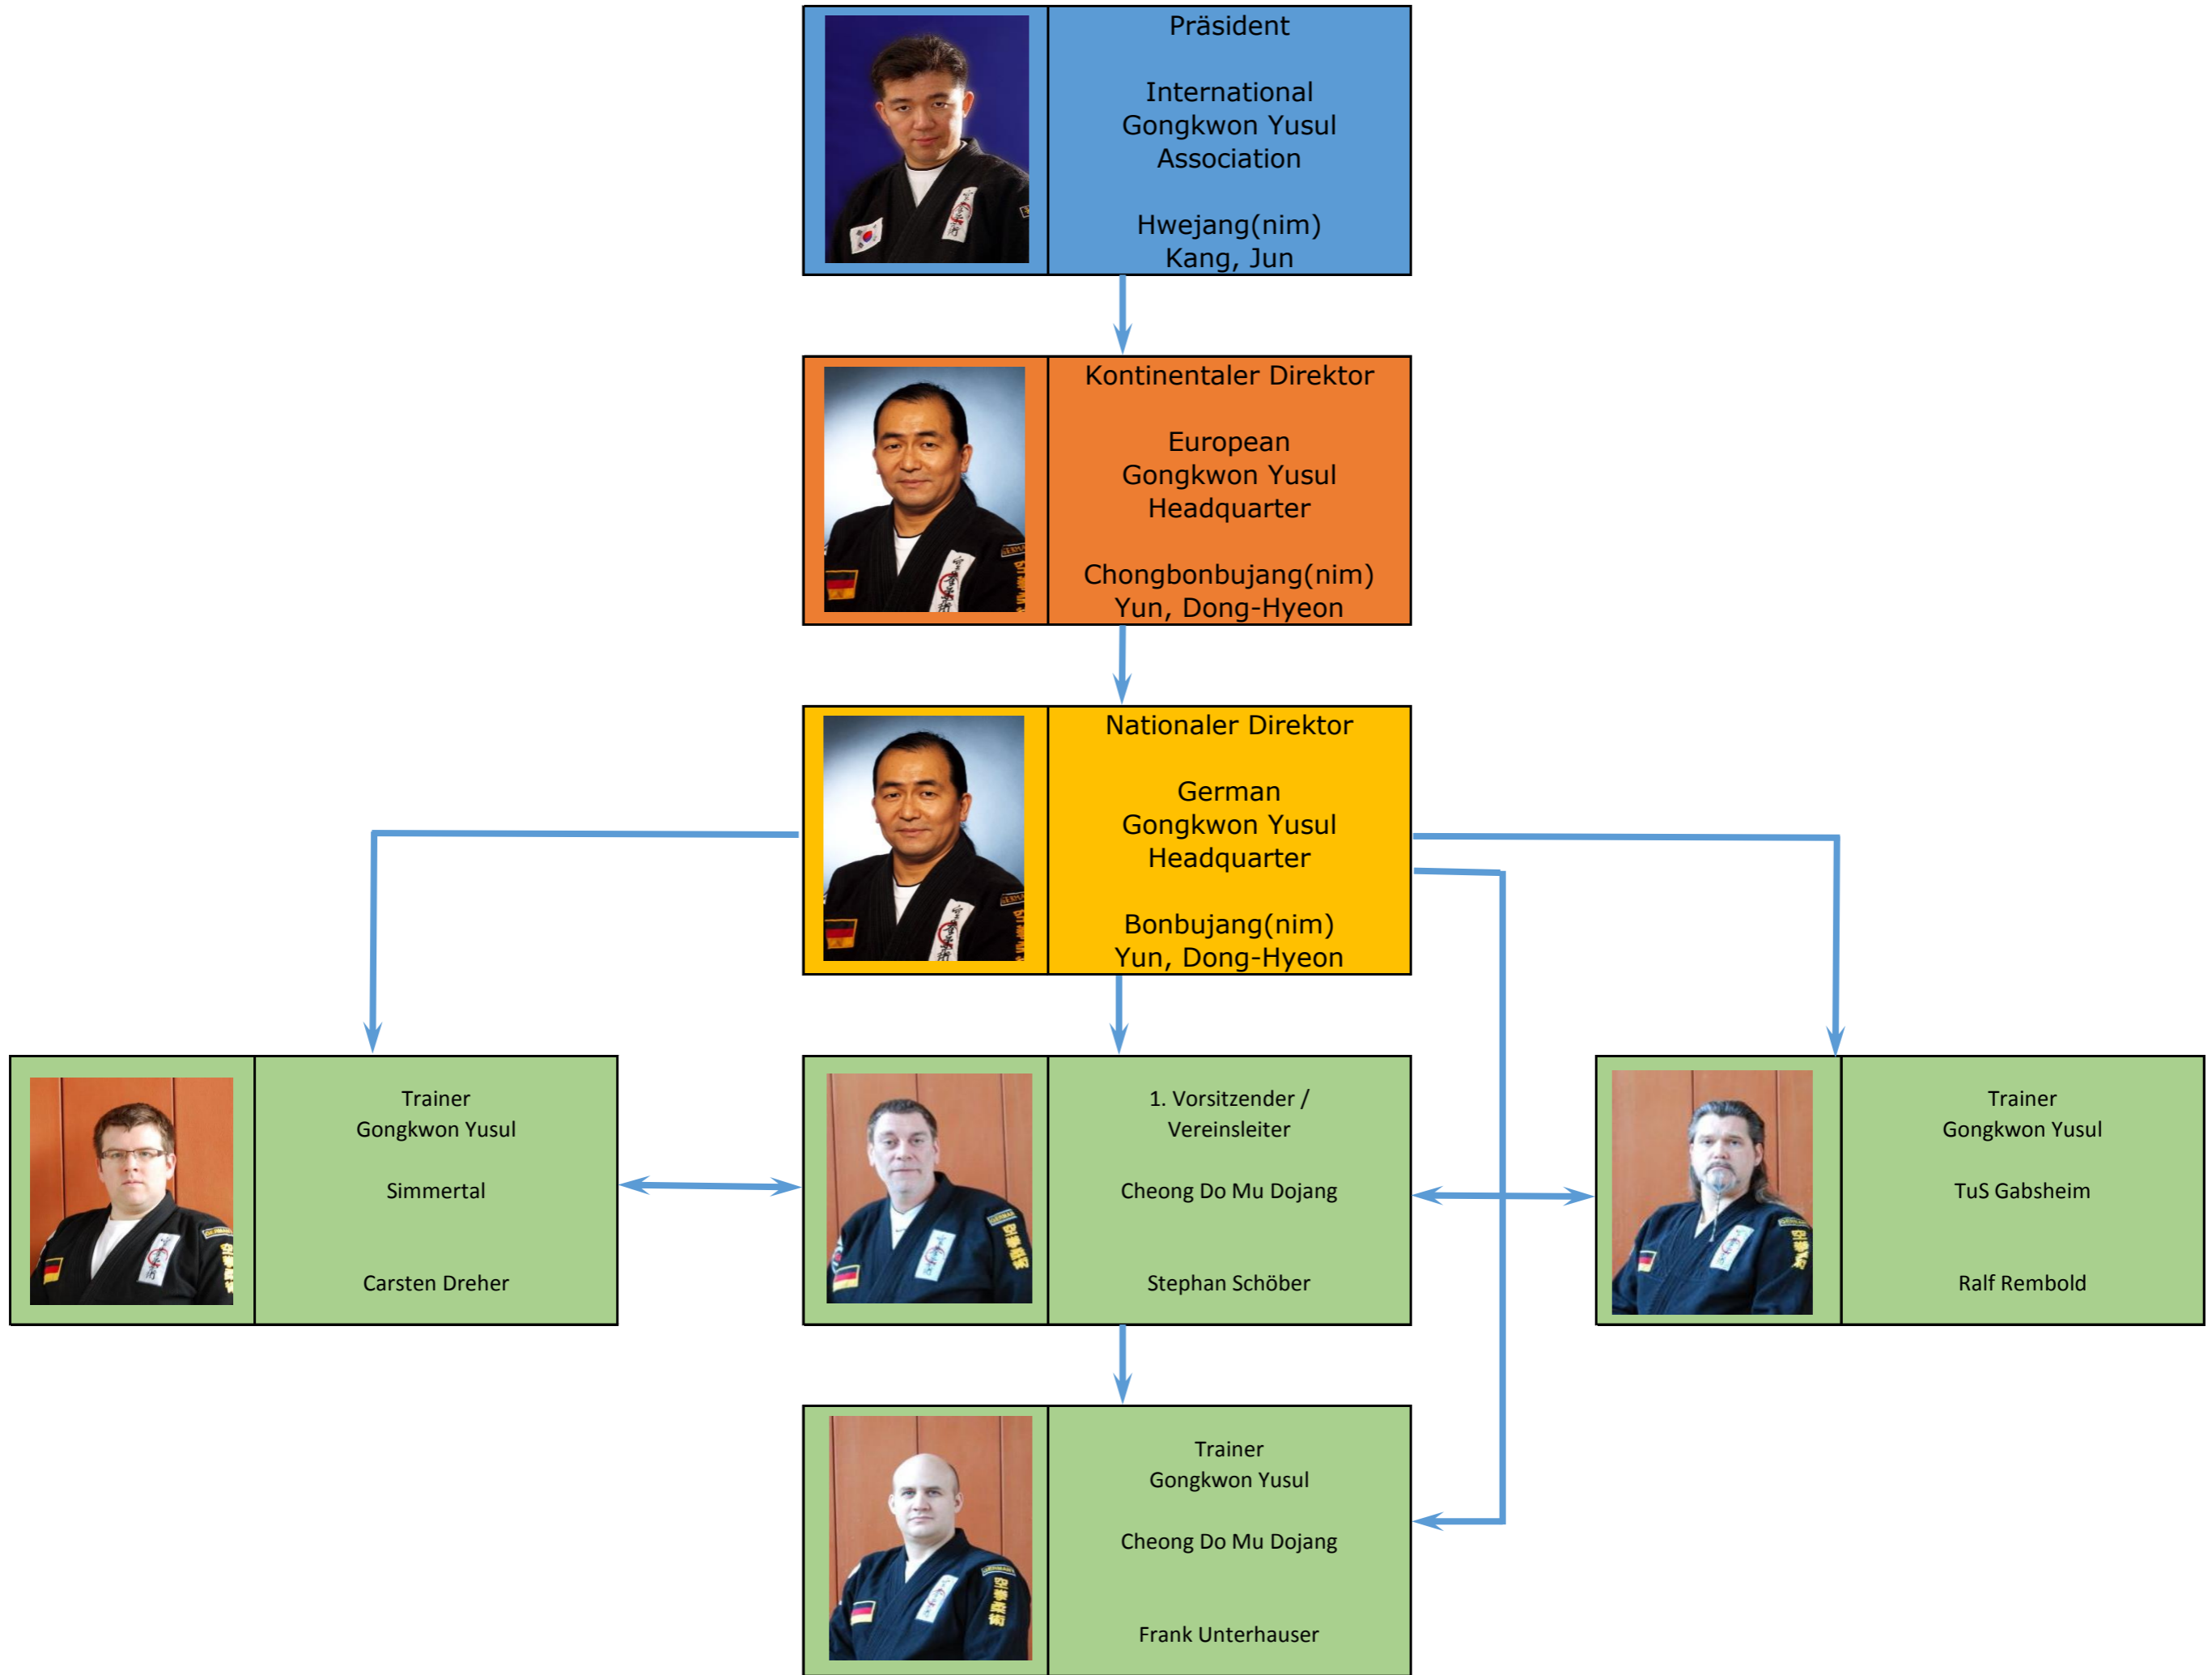 Präsident
International
Gongkwon Yusul
Association
Hwejang(nim)
Kang, Jun
Kontinentaler Direktor
European
Gongkwon Yusul
Headquarter
Chongbonbujang(nim)
Yun, Dong-Hyeon
Nationaler Direktor
German
Gongkwon Yusul
Headquarter
Bonbujang(nim)
Yun, Dong-Hyeon
Trainer
Gongkwon Yusul
Simmertal
Carsten Dreher
1. Vorsitzender /
Vereinsleiter
Cheong Do Mu Dojang
Stephan Schöber
Trainer
Gongkwon Yusul
TuS Gabsheim
Ralf Rembold
Trainer
Gongkwon Yusul
Cheong Do Mu Dojang
Frank Unterhauser